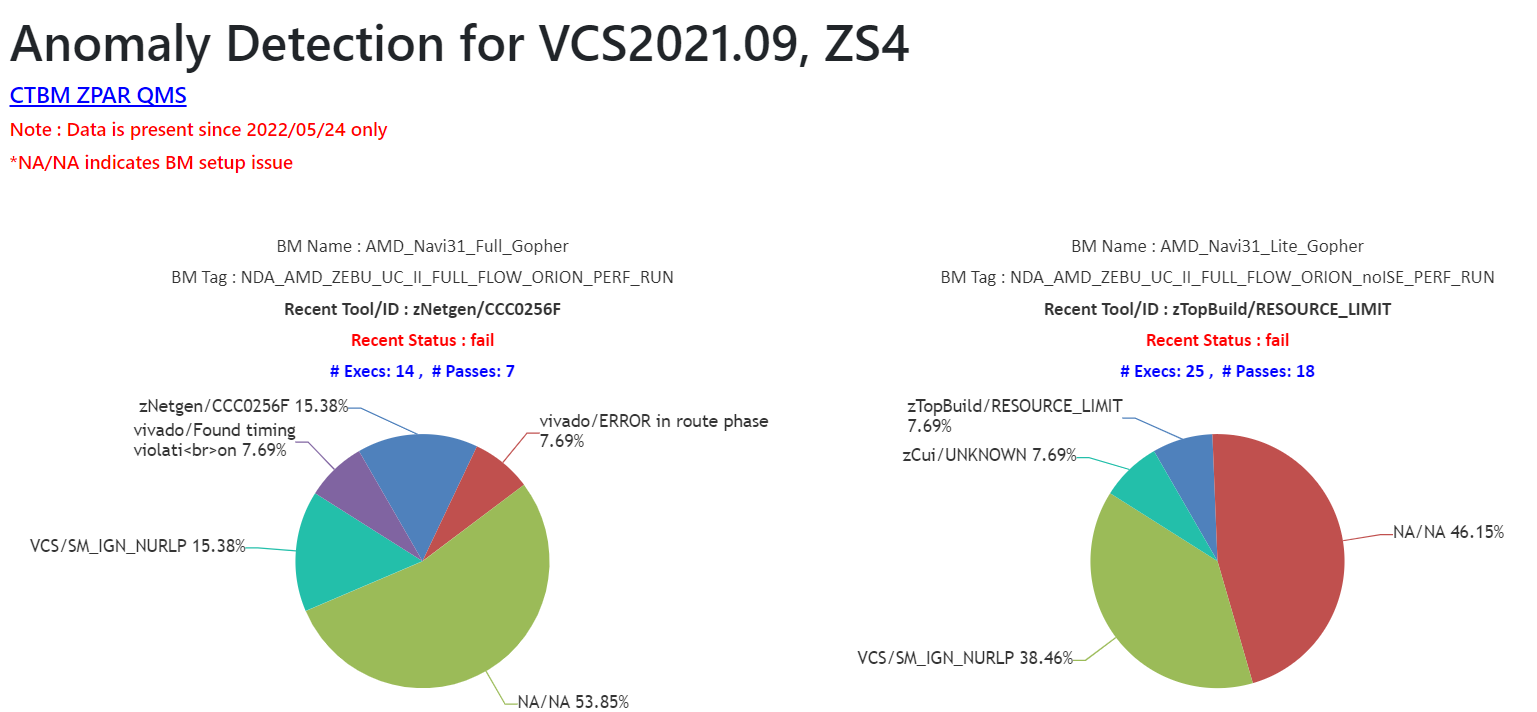 Anomaly Detection for VCS2021.09, ZS4
CTBM ZPAR QMS
Note : Data is present since 2022/05/24 only
*NA/NA indicates BM setup issue
BM Name : AMD_Navi31_Full_Gopher
BM Tag : NDA_AMD_ZEBU_UC_II_FULL_FLOW_ORION_PERF_RUN
Recent Tool/ID : zNetgen/CCC0256F
Recent Status : fail
# Execs: 14 , # Passes: 7
zNetgen/CCC0256F 15.38%
vivado/ERROR in route phase
7.69%
vivado/Found timing
violati<br>on 7.69%
VCS/SM_IGN_NURLP 15.38%
NA/NA 53.85%
BM Name : AMD_Navi31_Lite_Gopher
BM Tag : NDA_AMD_ZEBU_UC_II_FULL_FLOW_ORION_noISE_PERF_RUN
Recent Tool/ID : zTopBuild/RESOURCE_LIMIT
Recent Status : fail
# Execs: 25 , # Passes: 18
zTopBuild/RESOURCE_LIMIT
7.69%
zCui/UNKNOWN 7.69%
NA/NA 46.15%
VCS/SM_IGN_NURLP 38.46%